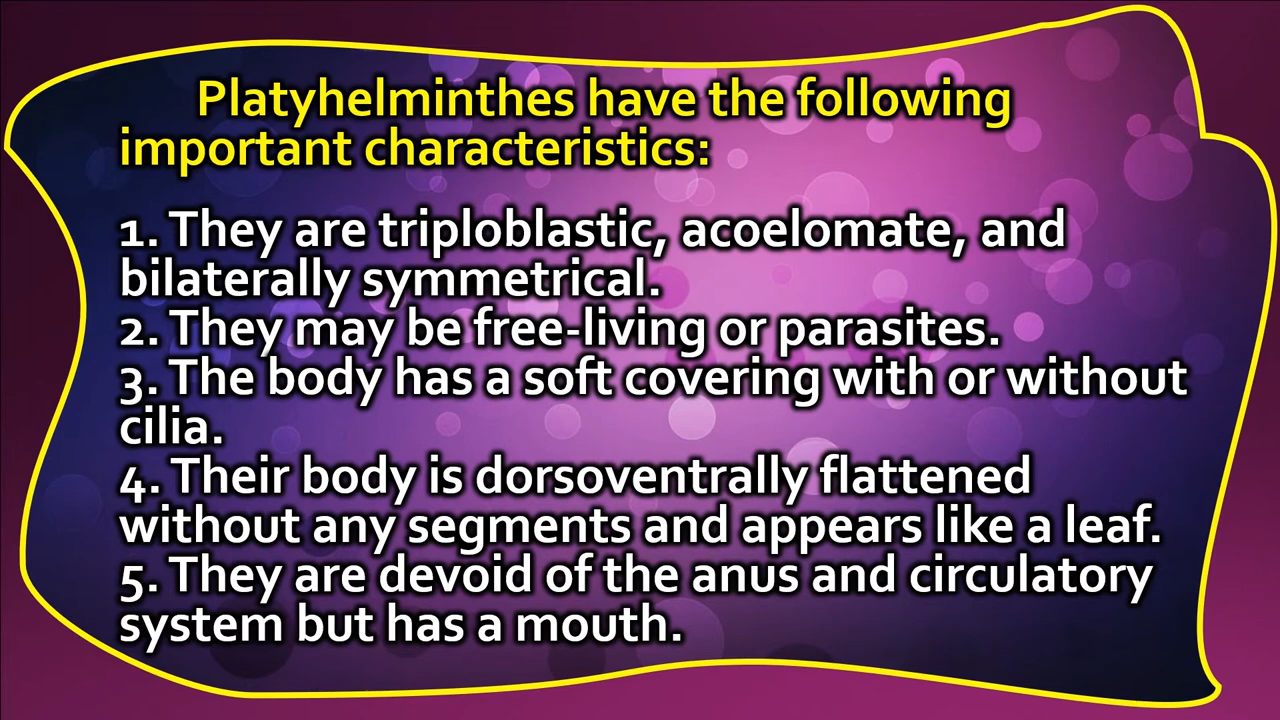 Platyhelminthes have the following
important characteristics:
1. They are triploblastic, acoelomate, and
bilaterally symmetrical.
2. They may be free-living or parasites.
3. The body has a soft covering with or without
cilia.
4. Their body is dorsoventrally flattened
without any segments and appears like a leaf.
5. They are devoid of the anus and circulatory
system but has a mouth.